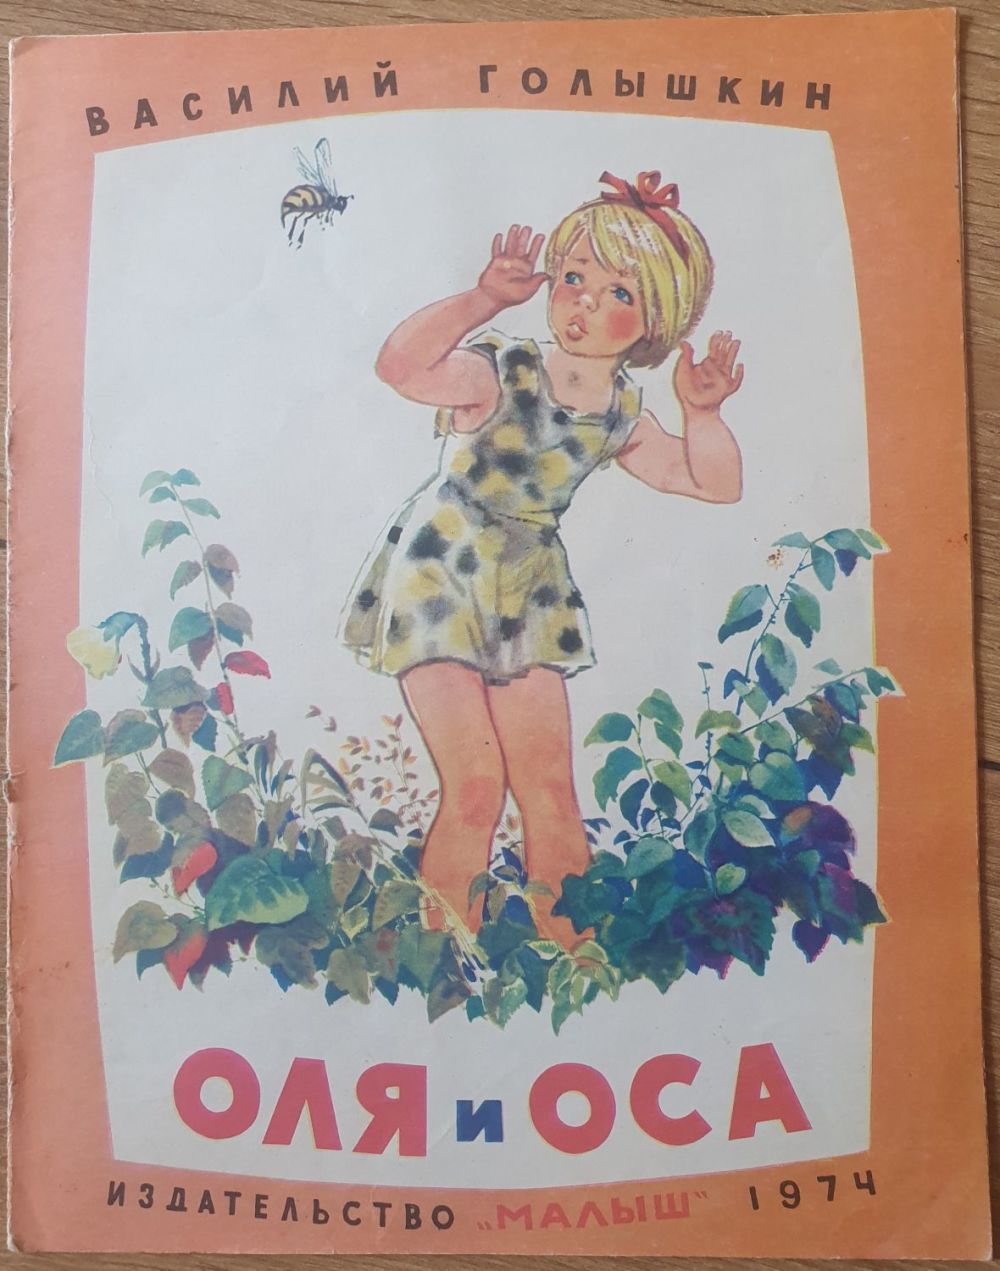 ВАСИЛИЙ ГОЛЫШКИН
ОЛЯ и ОСА
ИЗДАТЕЛЬСТВО „МАЛЫШ" 1974